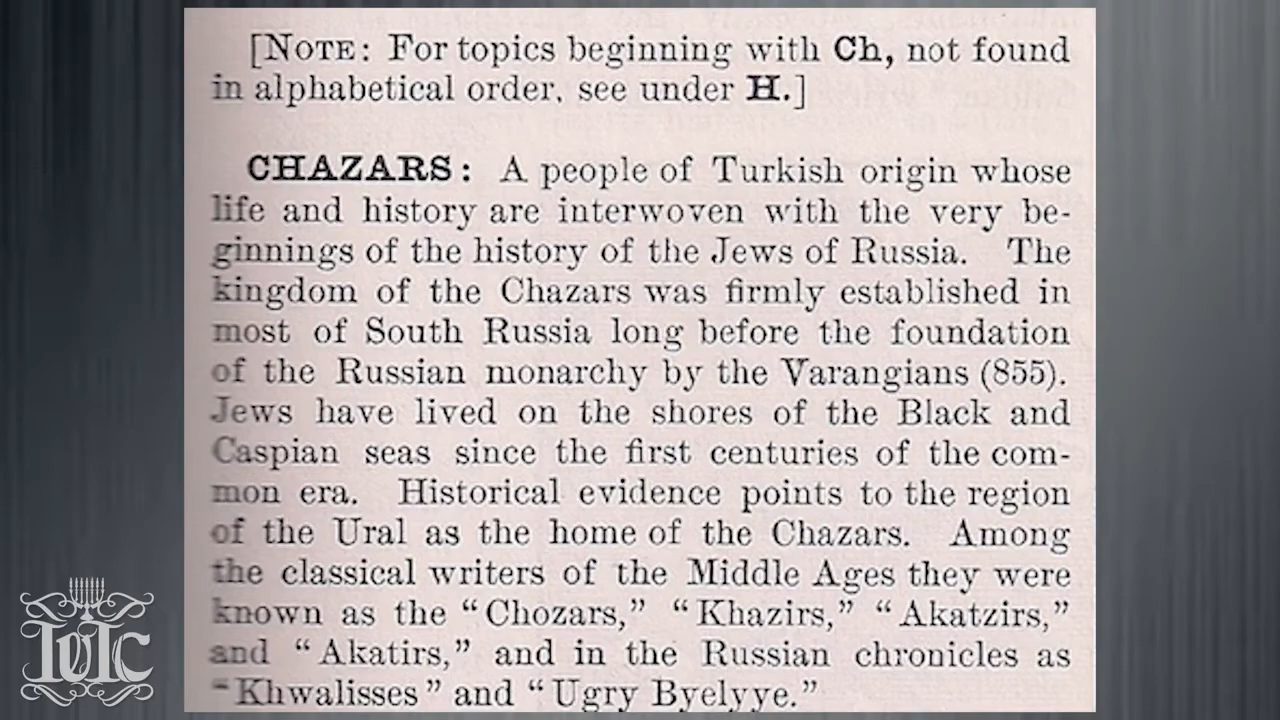 [NOTE: For topics beginning with Ch, not found
in alphabetical order, see under H.]
CHAZARS: A people of Turkish origin whose
life and history are interwoven with the very be-
ginnings of the history of the Jews of Russia. The
kingdom of the Chazars was firmly established in
most of South Russia long before the foundation
of the Russian monarchy by the Varangians (855).
Jews have lived on the shores of the Black and
Caspian seas since the first centuries of the com-
mon era. Historical evidence points to the region
of the Ural as the home of the Chazars. Among
the classical writers of the Middle Ages they were
known as the “Chozars,” “Khazirs,” “Akatzirs,”
and “Akatirs,” and in the Russian chronicles as
“Khwalisses” and “Ugry Byelyye.”
IUIC